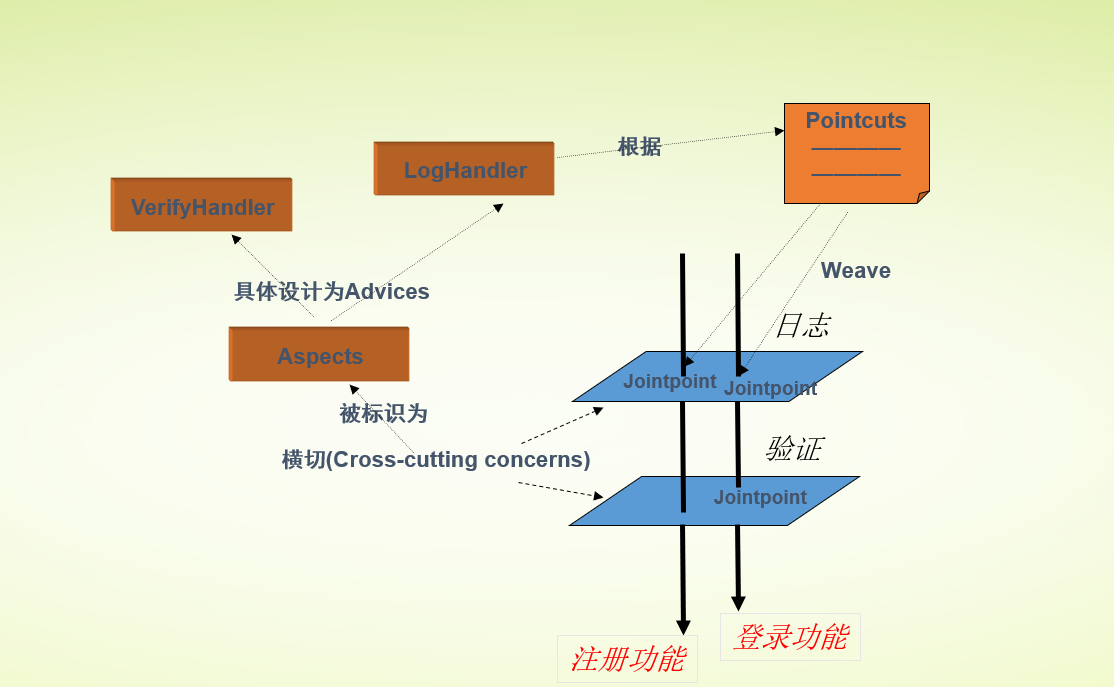 Pointcuts
根据
LogHandler
VerifyHandler
Weave
具体设计为Advices
日志
Aspects
Jointpoint
Jointpoint
被标识为
验证
横切(Cross-cutting concerns)
Jointpoint
登录功能
注册功能